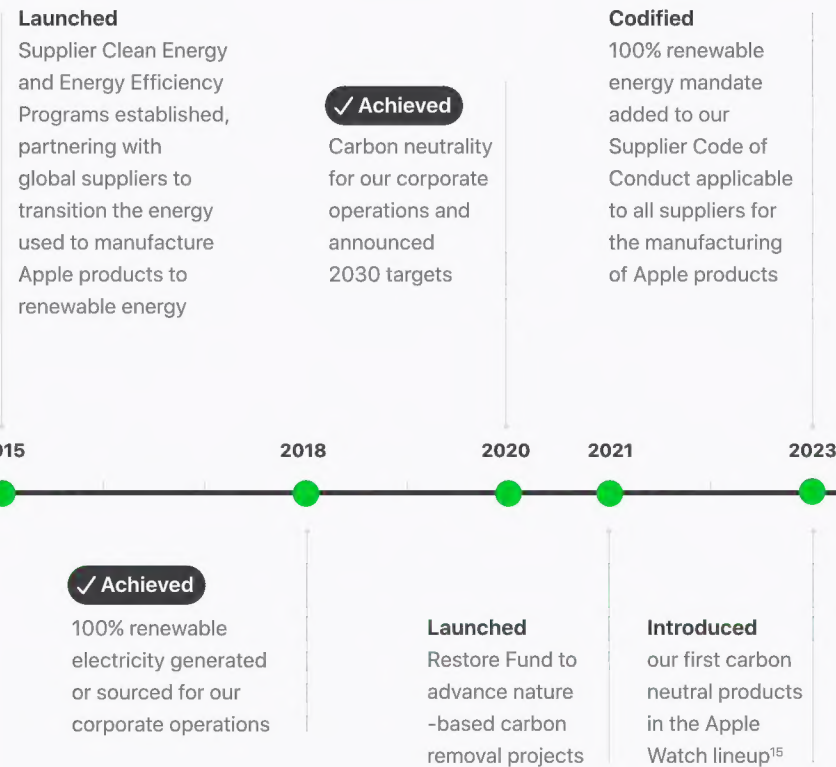 Launched
Supplier Clean Energy
and Energy Efficiency
Programs established,
partnering with
global suppliers to
transition the energy
used to manufacture
Apple products to
renewable energy
✓ Achieved
Carbon neutrality
for our corporate
operations and
announced
2030 targets
Codified
100% renewable
energy mandate
added to our
Supplier Code of
Conduct applicable
to all suppliers for
the manufacturing
of Apple products
015
2018
2020
2021
2023
✓ Achieved
100% renewable
electricity generated
or sourced for our
corporate operations
Launched
Restore Fund to
advance nature
-based carbon
removal projects
Introduced
our first carbon
neutral products
in the Apple
Watch lineup¹⁵